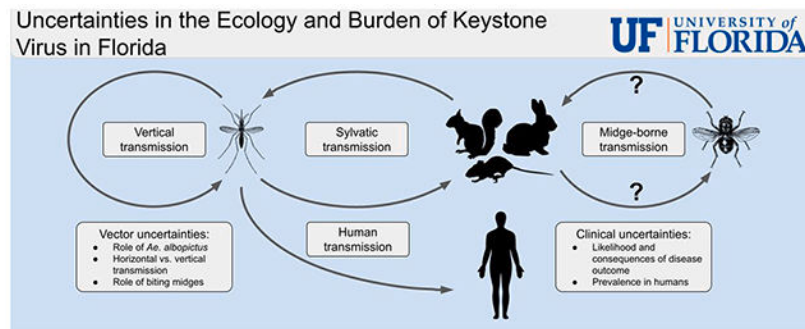 Uncertainties in the Ecology and Burden of Keystone
Virus in Florida
UF UNIVERSITY of
FLORIDA
?
Vertical
transmission
Sylvatic
transmission
Midge-borne
transmission
?
Vector uncertainties:
● Role of Ae. albopictus
● Horizontal vs. vertical
transmission
● Role of biting midges
Human
transmission
Clinical uncertainties:
● Likelihood and
consequences of disease
outcome
● Prevalence in humans